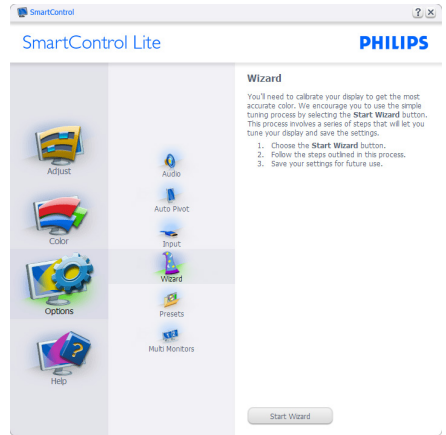 SmartControl
SmartControl Lite
PHILIPS
Adjust
Color
Options
Help
Audio
Auto Pivot
Input
Wizard
Presets
Multi Monitors
Wizard
You'll need to calibrate your display to get the most
accurate color. We encourage you to use the simple
tuning process by selecting the Start Wizard button.
This process involves a series of steps that will let you
tune your display and save the settings.
1. Choose the Start Wizard button.
2. Follow the steps outlined in this process.
3. Save your settings for future use.
Start Wizard